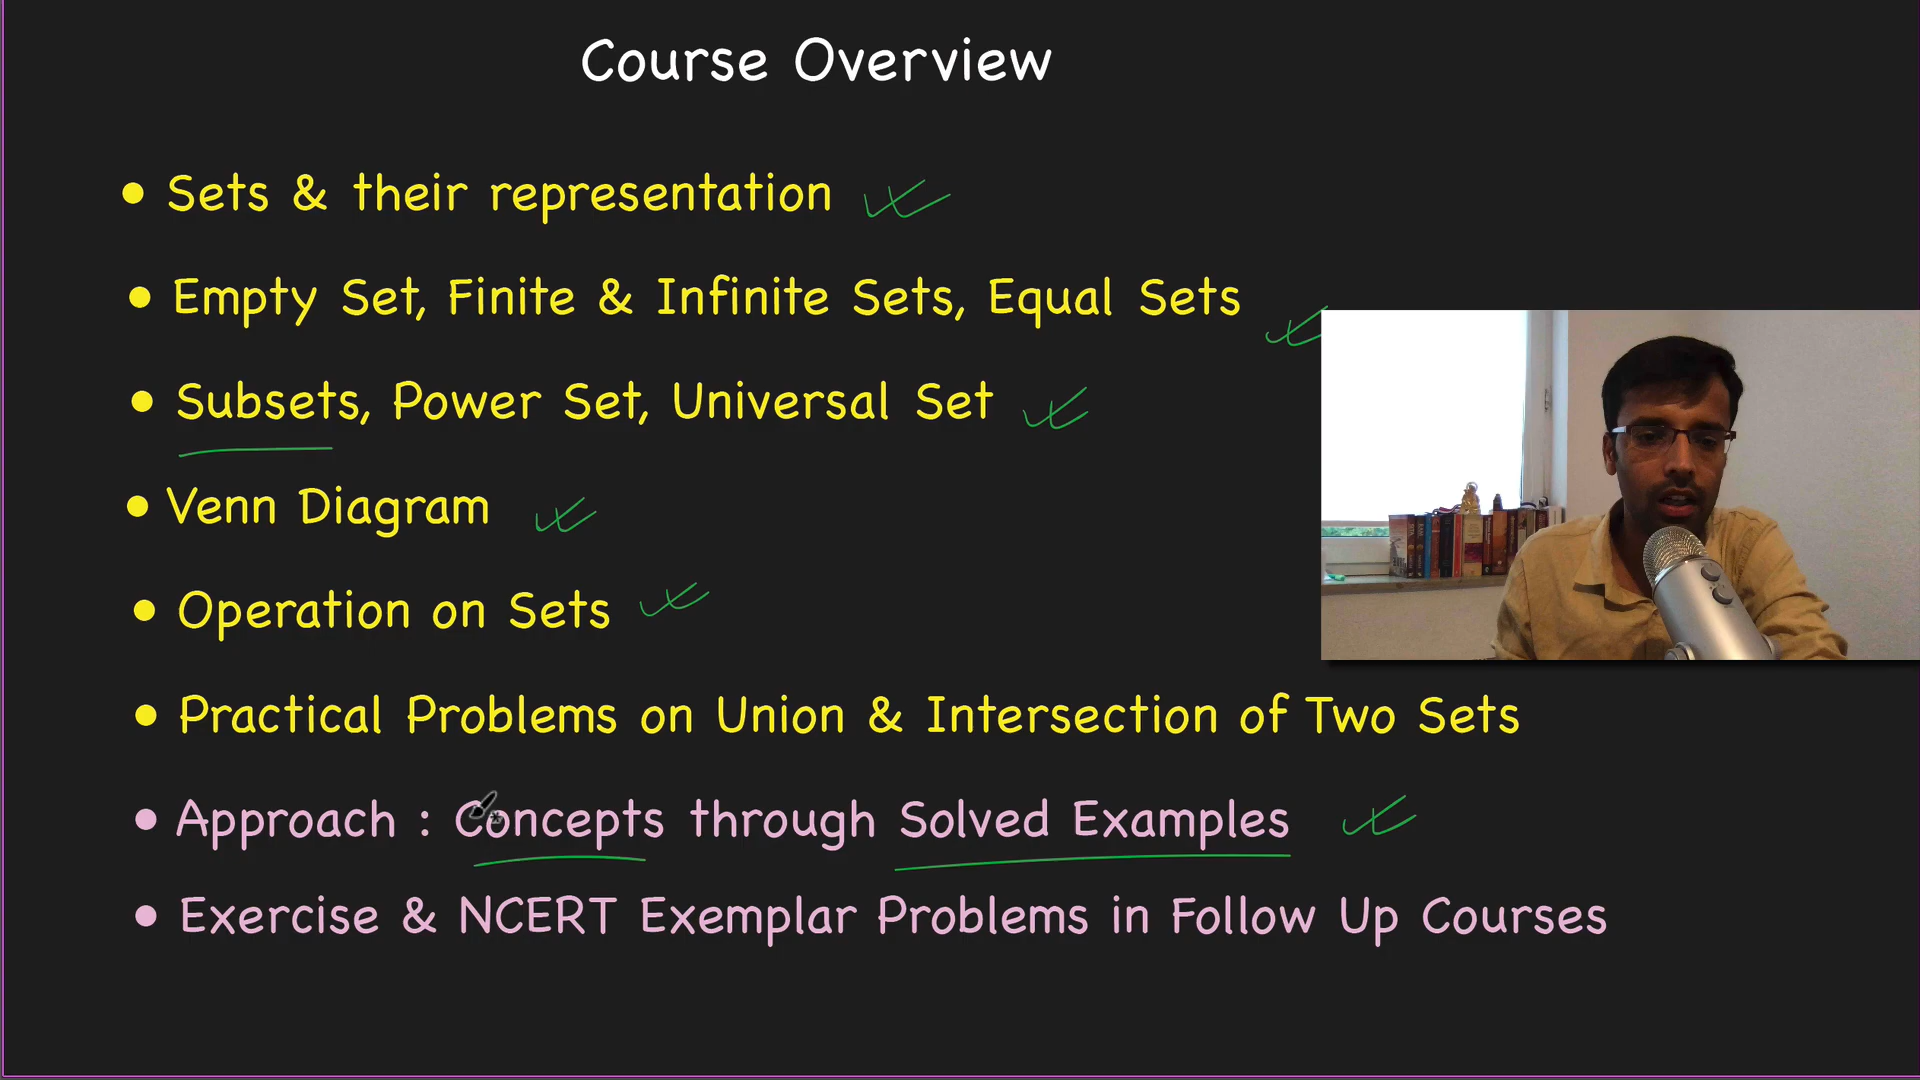 Course Overview
• Sets & their representation
• Empty Set, Finite & Infinite Sets, Equal Sets
• Subsets, Power Set, Universal Set
• Venn Diagram
• Operation on Sets
• Practical Problems on Union & Intersection of Two Sets
• Approach : Concepts through Solved Examples
• Exercise & NCERT Exemplar Problems in Follow Up Courses